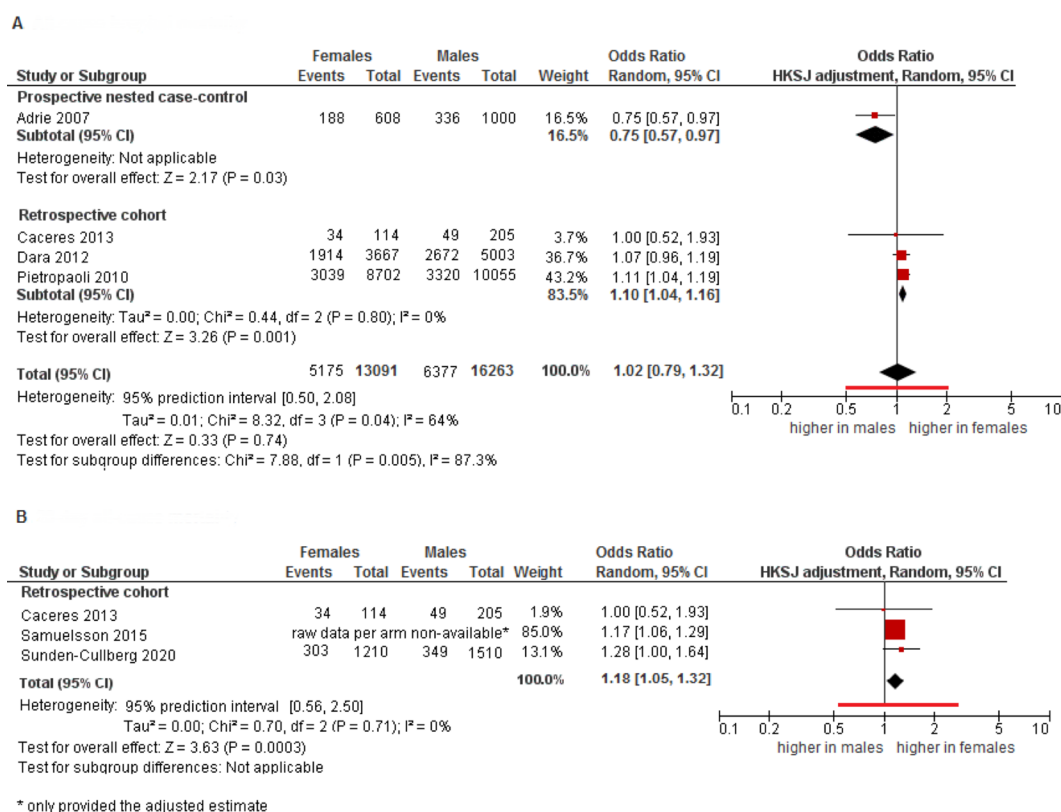 A
Females Males Odds Ratio Odds Ratio
Study or Subgroup Events Total Events Total Weight Random, 95% CI HKSJ adjustment, Random, 95% CI
Prospective nested case-control
Adrie 2007 188 608 336 1000 16.5% 0.75 [0.57, 0.97]
Subtotal (95% CI) 16.5% 0.75 [0.57, 0.97]
Heterogeneity: Not applicable
Test for overall effect: Z = 2.17 (P = 0.03)
Retrospective cohort
Caceres 2013 34 114 49 205 3.7% 1.00 [0.52, 1.93]
Dara 2012 1914 3667 2672 5003 36.7% 1.07 [0.96, 1.19]
Pietropaoli 2010 3039 8702 3320 10055 43.2% 1.11 [1.04, 1.19]
Subtotal (95% CI) 83.5% 1.10 [1.04, 1.16]
Heterogeneity: Tau² = 0.00; Chi² = 0.44, df = 2 (P = 0.80); I² = 0%
Test for overall effect: Z = 3.26 (P = 0.001)
Total (95% CI) 5175 13091 6377 16263 100.0% 1.02 [0.79, 1.32]
Heterogeneity: 95% prediction interval [0.50, 2.08]
Tau² = 0.01; Chi² = 8.32, df = 3 (P = 0.04); I² = 64%
Test for overall effect: Z = 0.33 (P = 0.74)
Test for subgroup differences: Chi² = 7.88, df = 1 (P = 0.005), I² = 87.3%
0.1 0.2 0.5 1 2 5 10
higher in males higher in females
B
Females Males Odds Ratio Odds Ratio
Study or Subgroup Events Total Events Total Weight Random, 95% CI HKSJ adjustment, Random, 95% CI
Retrospective cohort
Caceres 2013 34 114 49 205 1.9% 1.00 [0.52, 1.93]
Samuelsson 2015 raw data per arm non-available* 85.0% 1.17 [1.06, 1.29]
Sunden-Cullberg 2020 303 1210 349 1510 13.1% 1.28 [1.00, 1.64]
Total (95% CI) 100.0% 1.18 [1.05, 1.32]
Heterogeneity: 95% prediction interval [0.56, 2.50]
Tau² = 0.00; Chi² = 0.70, df = 2 (P = 0.71); I² = 0%
Test for overall effect: Z = 3.63 (P = 0.0003)
Test for subgroup differences: Not applicable
0.1 0.2 0.5 1 2 5 10
higher in males higher in females
* only provided the adjusted estimate